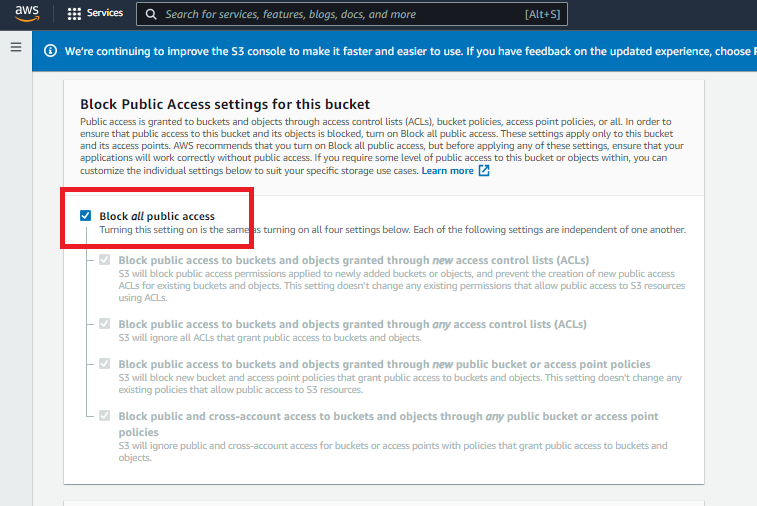 aws
Services
Search for services, features, blogs, docs, and more
[Alt+S]
We're continuing to improve the S3 console to make it faster and easier to use. If you have feedback on the updated experience, choose
Block Public Access settings for this bucket
Public access is granted to buckets and objects through access control lists (ACLs), bucket policies, access point policies, or all. In order to
ensure that public access to this bucket and its objects is blocked, turn on Block all public access. These settings apply only to this bucket
and its access points. AWS recommends that you turn on Block all public access, but before applying any of these settings, ensure that your
applications will work correctly without public access. If you require some level of public access to this bucket or objects within, you can
customize the individual settings below to suit your specific storage use cases. Learn more
Block all public access
Turning this setting on is the same as turning on all four settings below. Each of the following settings are independent of one another.
Block public access to buckets and objects granted through new access control lists (ACLs)
S3 will block public access permissions applied to newly added buckets or objects, and prevent the creation of new public access
ACLs for existing buckets and objects. This setting doesn't change any existing permissions that allow public access to S3 resources
using ACLs.
Block public access to buckets and objects granted through any access control lists (ACLs)
S3 will ignore all ACLs that grant public access to buckets and objects.
Block public access to buckets and objects granted through new public bucket or access point policies
S3 will block new bucket and access point policies that grant public access to buckets and objects. This setting doesn't change any
existing policies that allow public access to S3 resources.
Block public and cross-account access to buckets and objects through any public bucket or access point
policies
S3 will ignore public and cross-account access for buckets or access points with policies that grant public access to buckets and
objects.